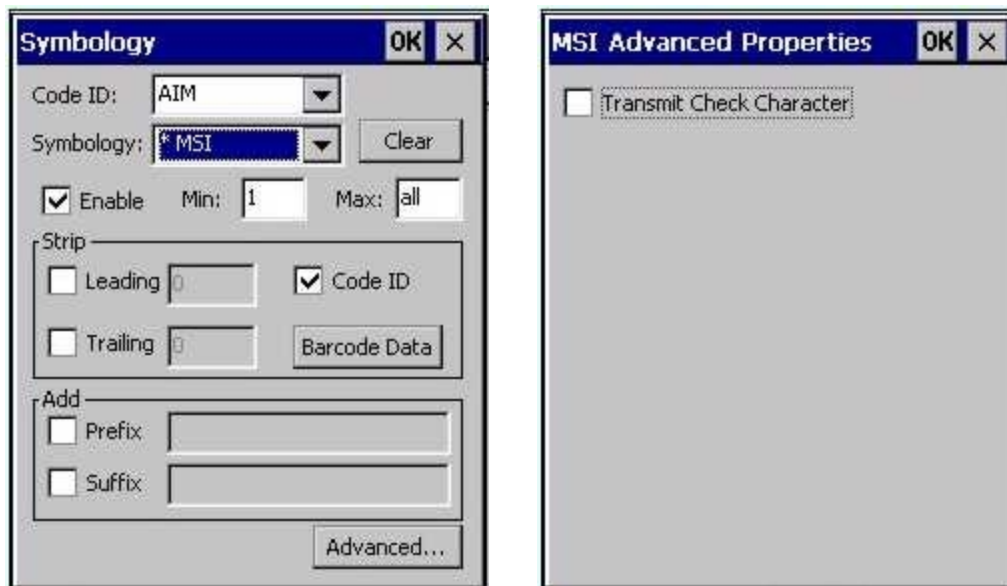 Symbology OK ×
Code ID: AIM
Symbology: * MSI Clear
Enable Min: 1 Max: all
Strip
Leading 0 Code ID
Trailing 0 Barcode Data
Add
Prefix
Suffix
Advanced...
MSI Advanced Properties OK ×
Transmit Check Character